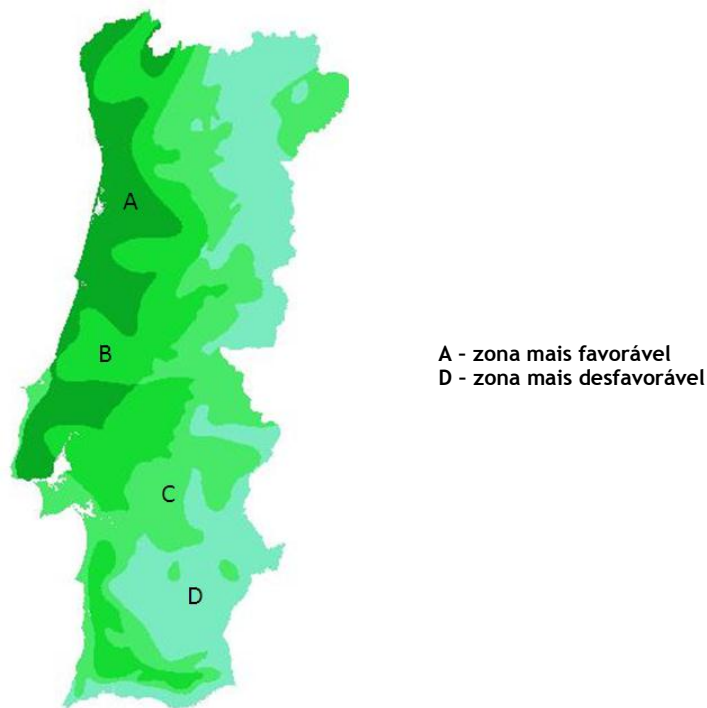 A
B
A – zona mais favorável
D – zona mais desfavorável
C
D